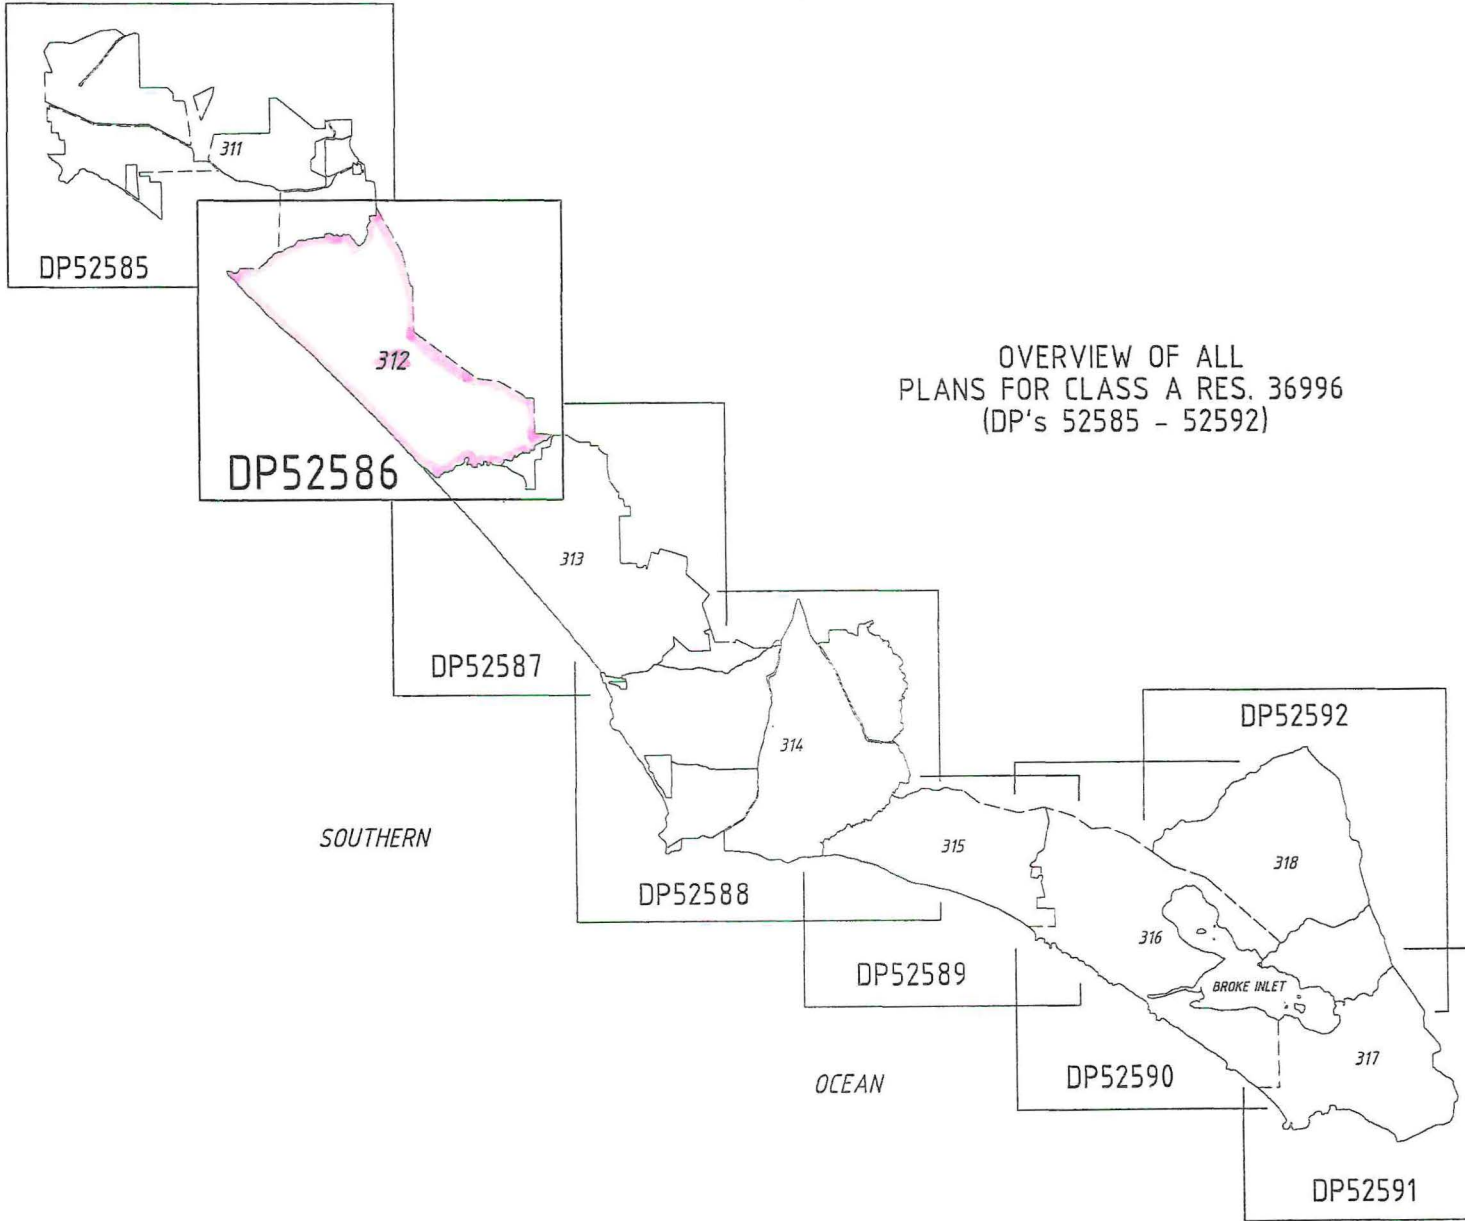 311
DP52585
312
DP52586
OVERVIEW OF ALL
PLANS FOR CLASS A RES. 36996
(DP's 52585 - 52592)
313
DP52587
DP52592
314
SOUTHERN
315
318
DP52588
316
DP52589
BROKE INLET
317
OCEAN
DP52590
DP52591